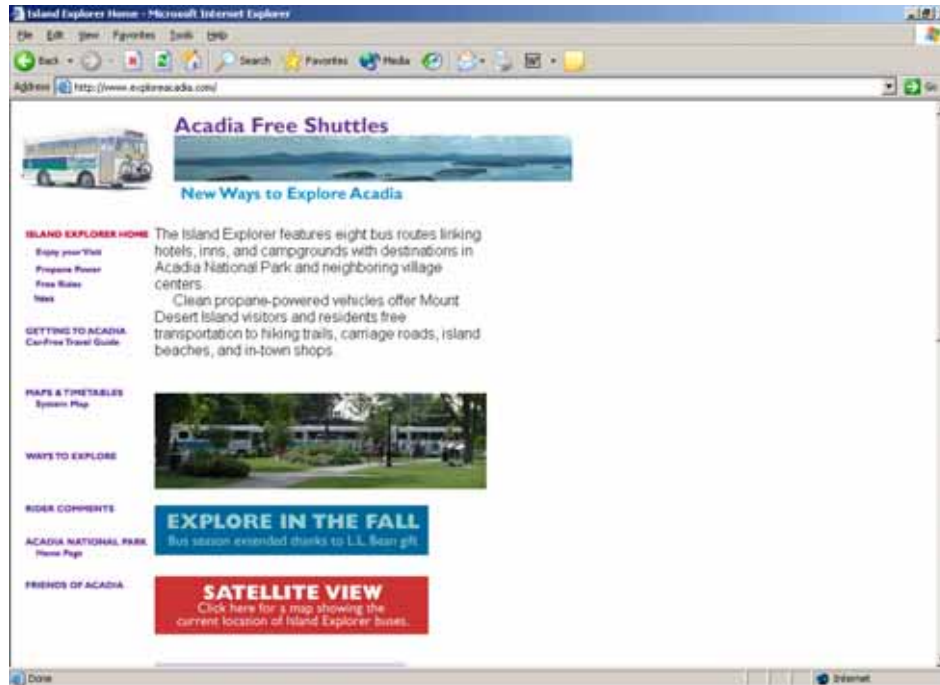 Island Explorer Home - Microsoft Internet Explorer
File Edit View Favorites Tools Help
Back Search Favorites Media
Address http://www.exploreacadia.com/ Go
Acadia Free Shuttles
New Ways to Explore Acadia
ISLAND EXPLORER HOME
Enjoy your Visit
Propane Power
Free Rides
News
GETTING TO ACADIA
Car-Free Travel Guide
MAPS & TIMETABLES
System Map
WAYS TO EXPLORE
RIDER COMMENTS
ACADIA NATIONAL PARK
Home Page
FRIENDS OF ACADIA
The Island Explorer features eight bus routes linking
hotels, inns, and campgrounds with destinations in
Acadia National Park and neighboring village
centers.
Clean propane-powered vehicles offer Mount
Desert Island visitors and residents free
transportation to hiking trails, carriage roads, island
beaches, and in-town shops.
EXPLORE IN THE FALL
Bus season extended thanks to L.L. Bean gift
SATELLITE VIEW
Click here for a map showing the
current location of Island Explorer buses.
Done
Internet